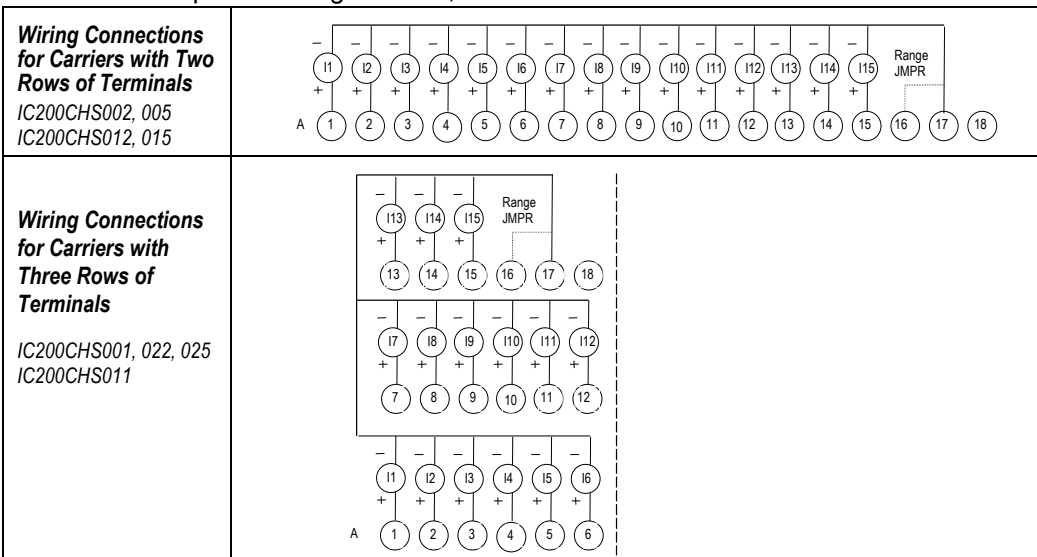 Wiring Connections
for Carriers with Two
Rows of Terminals
IC200CHS002, 005
IC200CHS012, 015
– – – – – – – – – – – – – – –
I1 I2 I3 I4 I5 I6 I7 I8 I9 I10 I11 I12 I13 I14 I15
Range
JMPR
+ + + + + + + + + + + + + + +
A 1 2 3 4 5 6 7 8 9 10 11 12 13 14 15 16 17 18
Wiring Connections
for Carriers with
Three Rows of
Terminals
IC200CHS001, 022, 025
IC200CHS011
– – –
I13 I14 I15
Range
JMPR
+ + +
13 14 15 16 17 18
– – – – – –
I7 I8 I9 I10 I11 I12
+ + + + + +
7 8 9 10 11 12
– – – – – –
I1 I2 I3 I4 I5 I6
+ + + + + +
A 1 2 3 4 5 6